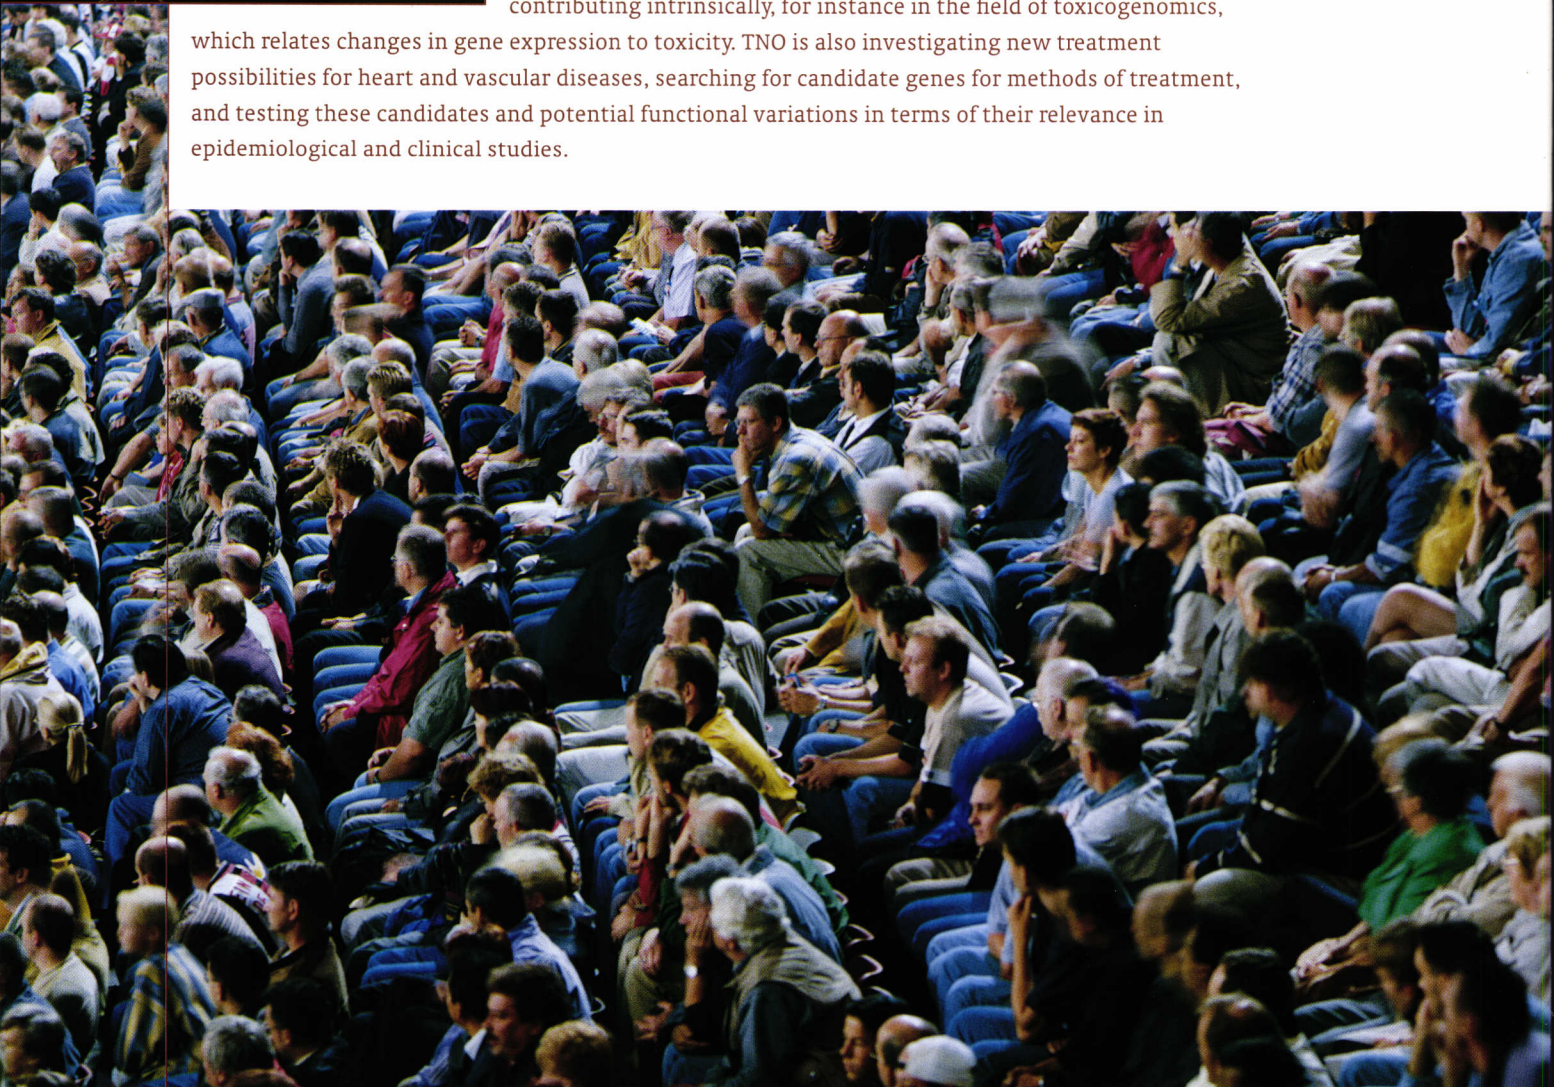 contributing intrinsically, for instance in the field of toxicogenomics,
which relates changes in gene expression to toxicity. TNO is also investigating new treatment
possibilities for heart and vascular diseases, searching for candidate genes for methods of treatment,
and testing these candidates and potential functional variations in terms of their relevance in
epidemiological and clinical studies.